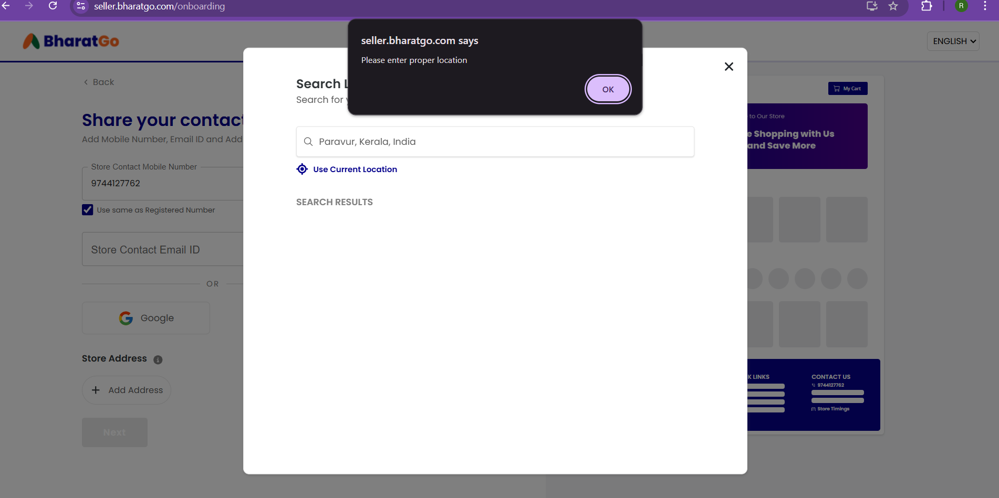 seller.bharatgo.com/onboarding
R
seller.bharatgo.com says
Please enter proper location
OK
BharatGo
ENGLISH
Back
Search
Search for
Share your contact
Add Mobile Number, Email ID and Add
Store Contact Mobile Number
9744127762
Use same as Registered Number
Store Contact Email ID
OR
Google
Store Address
Add Address
Next
Paravur, Kerala, India
Use Current Location
SEARCH RESULTS
My Cart
to Our Store
e Shopping with Us
and Save More
K LINKS
CONTACT US
9744127762
Store Timings